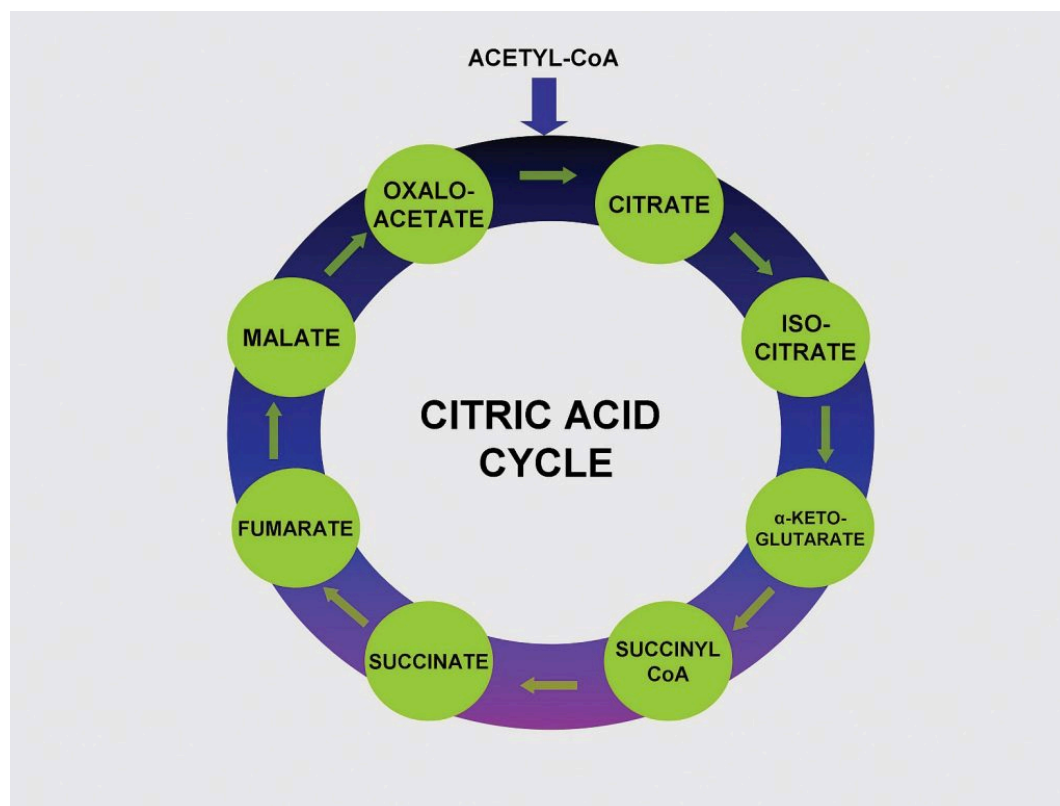 ACETYL-CoA
OXALO-
ACETATE
CITRATE
ISO-
CITRATE
α-KETO-
GLUTARATE
SUCCINYL
CoA
SUCCINATE
FUMARATE
MALATE
CITRIC ACID
CYCLE